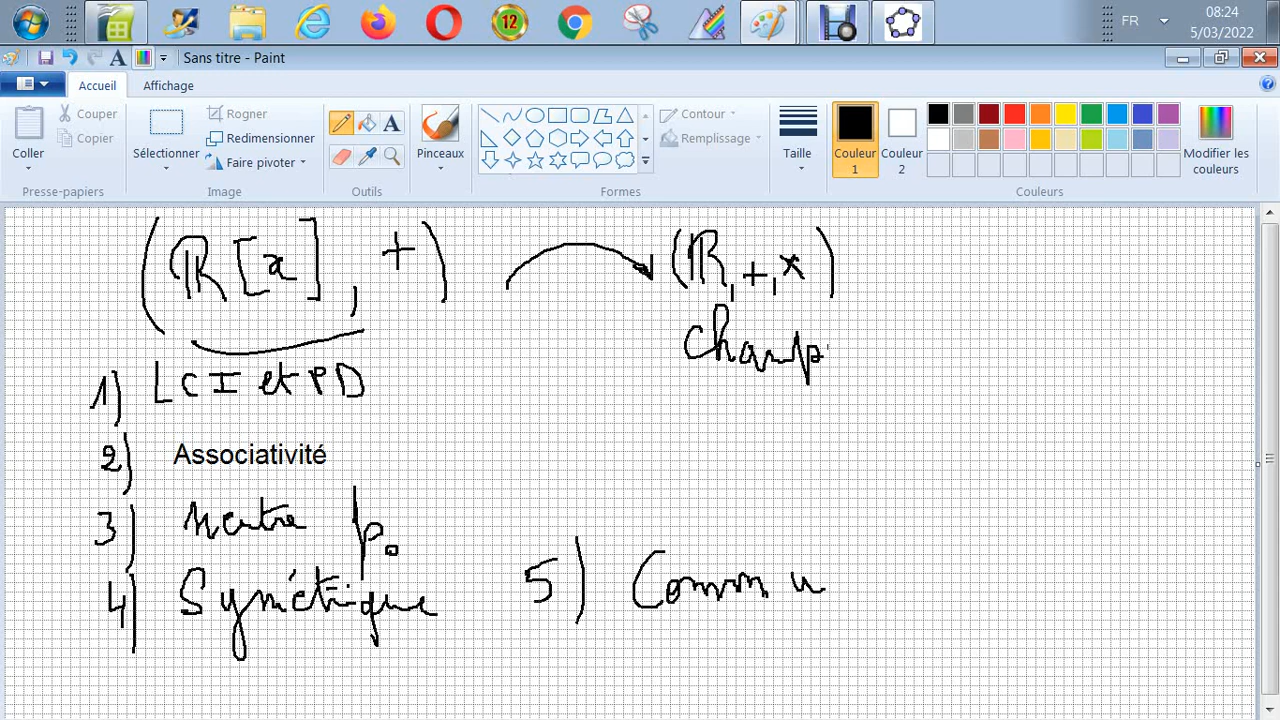 12
FR
08:24
5/03/2022
Sans titre - Paint
Accueil
Affichage
Coller
Couper
Copier
Presse-papiers
Sélectionner
Rogner
Redimensionner
Faire pivoter
Image
Outils
Pinceaux
Contour
Remplissage
Formes
Taille
Couleur 1
Couleur 2
Modifier les couleurs
Couleurs
(ℝ[x], +)
(ℝ, +, ×)
Champ
1) LCI et PD
2) Associativité
3) Neutre p0
4) Symétrique
5) Commu